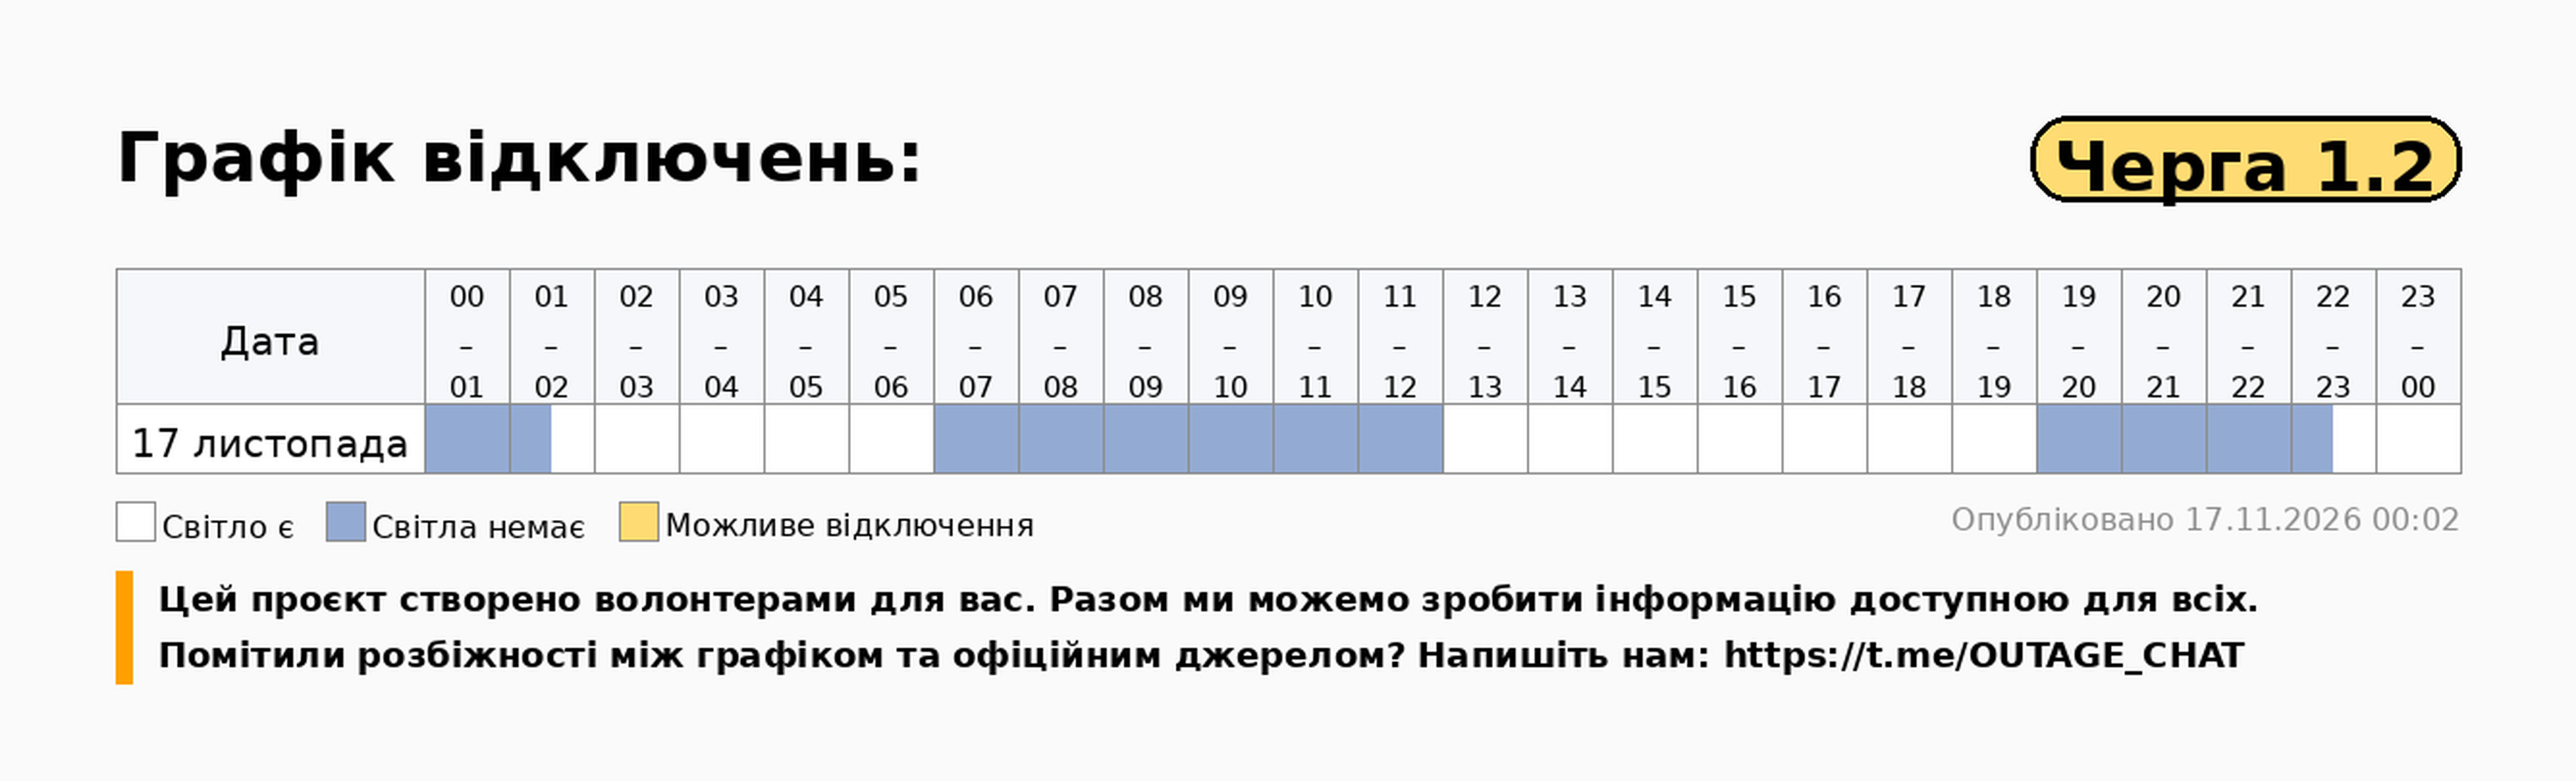 Графік відключень:
Черга 1.2
Дата
00 – 01
01 – 02
02 – 03
03 – 04
04 – 05
05 – 06
06 – 07
07 – 08
08 – 09
09 – 10
10 – 11
11 – 12
12 – 13
13 – 14
14 – 15
15 – 16
16 – 17
17 – 18
18 – 19
19 – 20
20 – 21
21 – 22
22 – 23
23 – 00
17 листопада
Світло є
Світла немає
Можливе відключення
Опубліковано 17.11.2026 00:02
Цей проєкт створено волонтерами для вас. Разом ми можемо зробити інформацію доступною для всіх.
Помітили розбіжності між графіком та офіційним джерелом? Напишіть нам: https://t.me/OUTAGE_CHAT